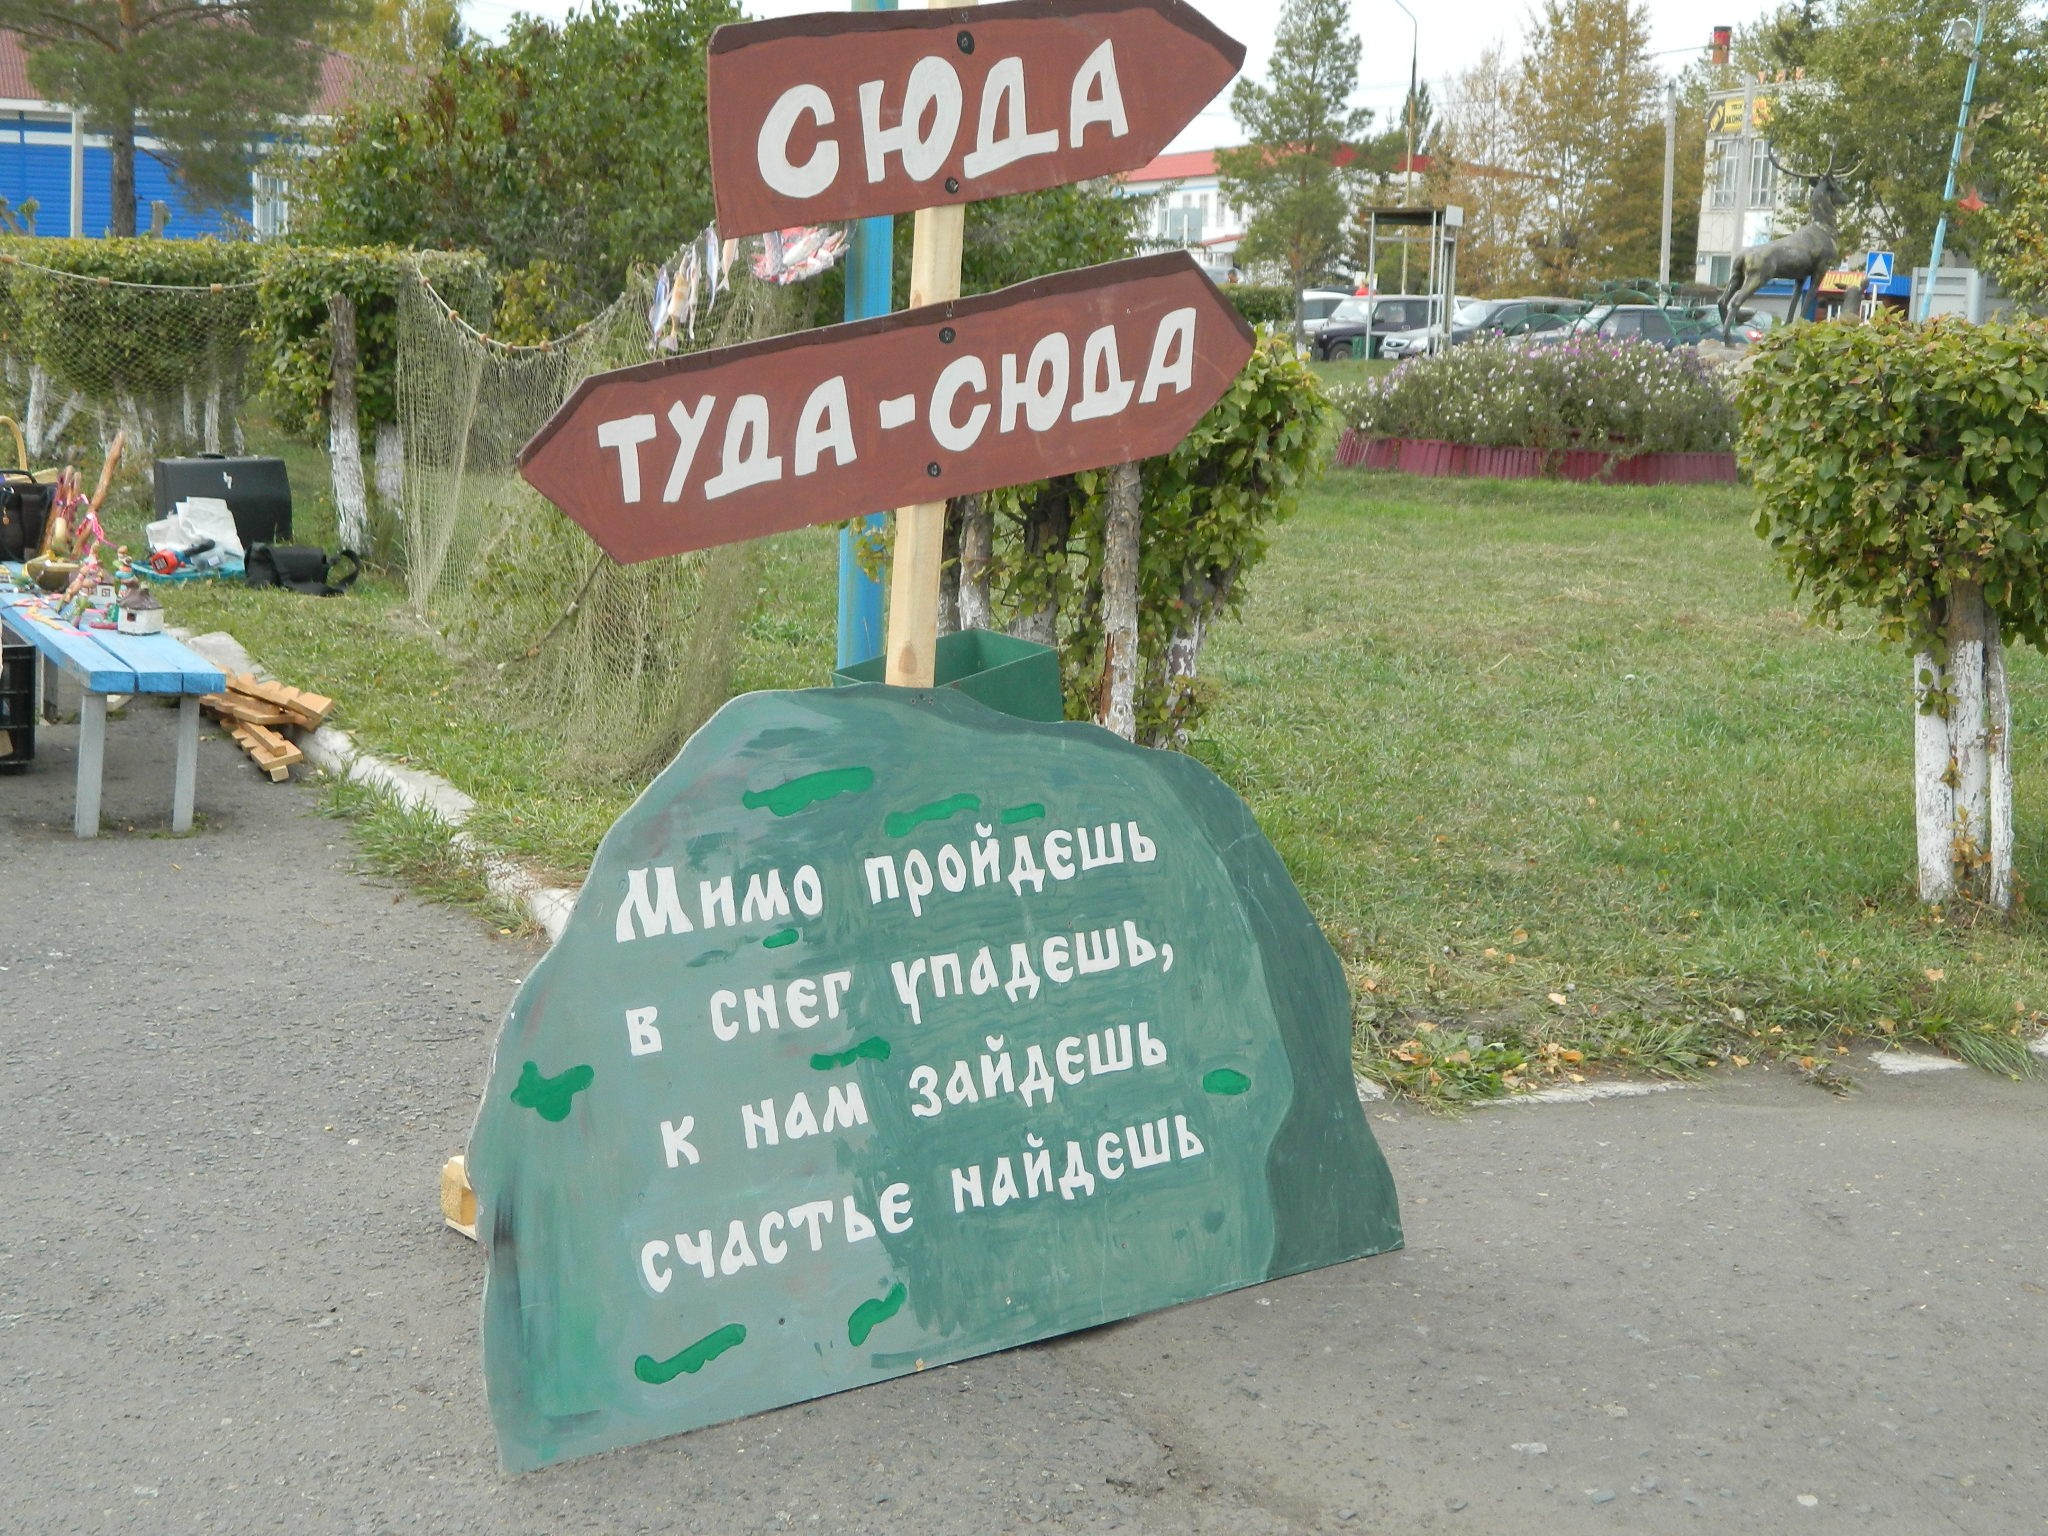 СЮДА
ТУДА-СЮДА
Мимо пройдешь
в снег упадешь,
к нам зайдешь
счастье найдешь